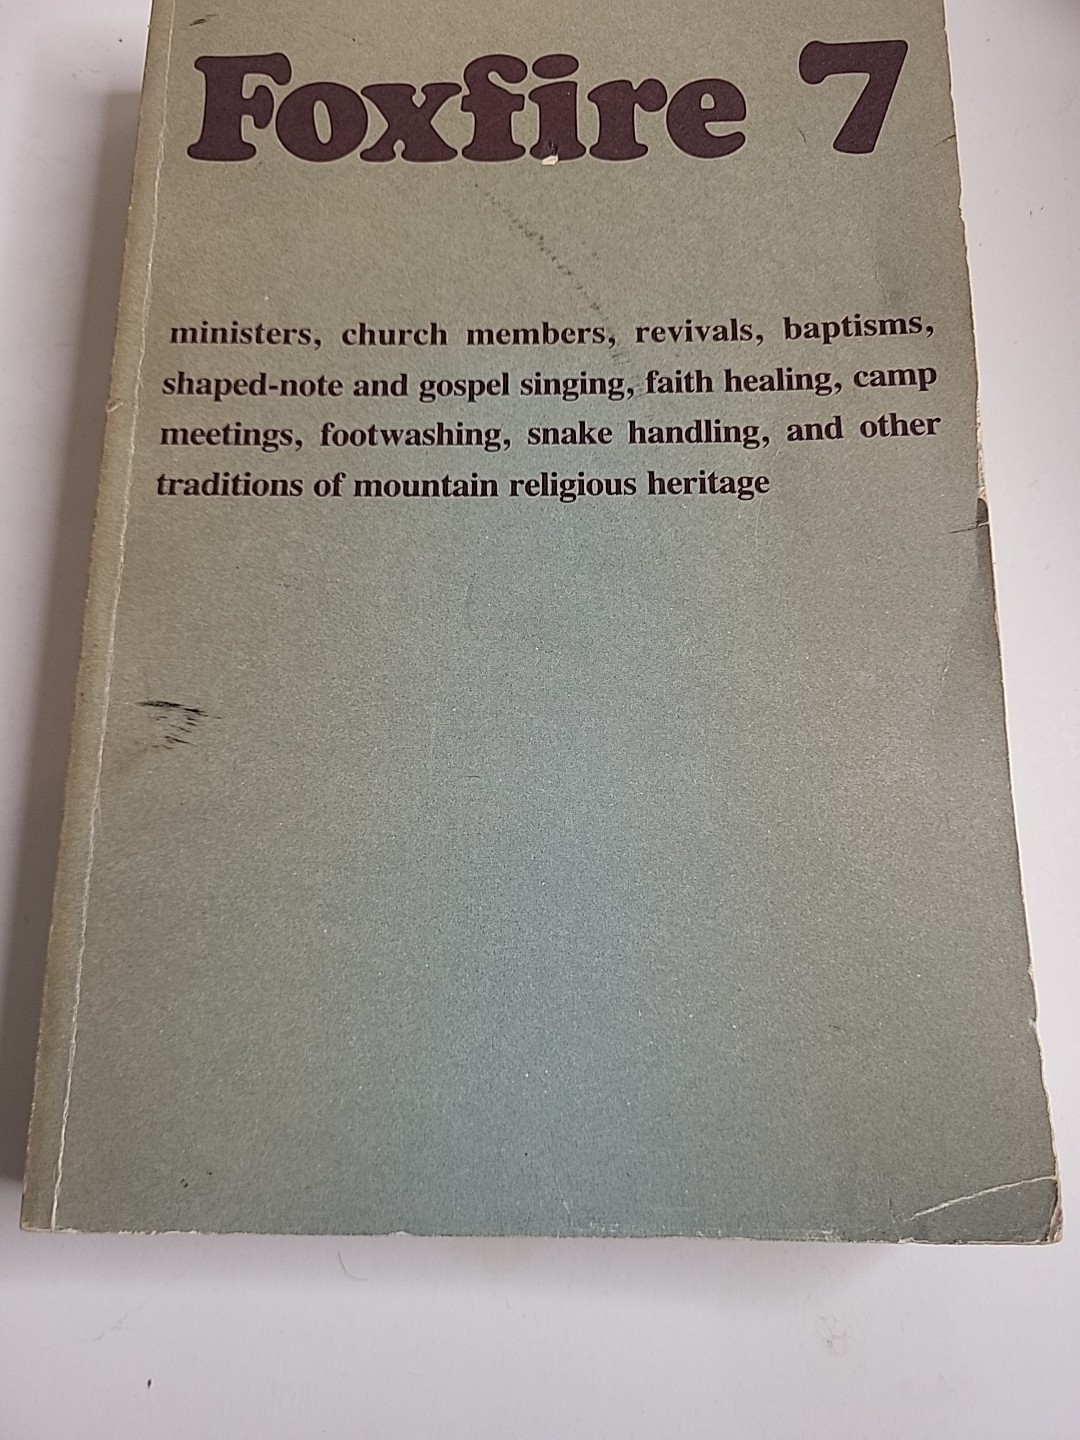 Foxfire 7
ministers, church members, revivals, baptisms,
shaped-note and gospel singing, faith healing, camp
meetings, footwashing, snake handling, and other
traditions of mountain religious heritage